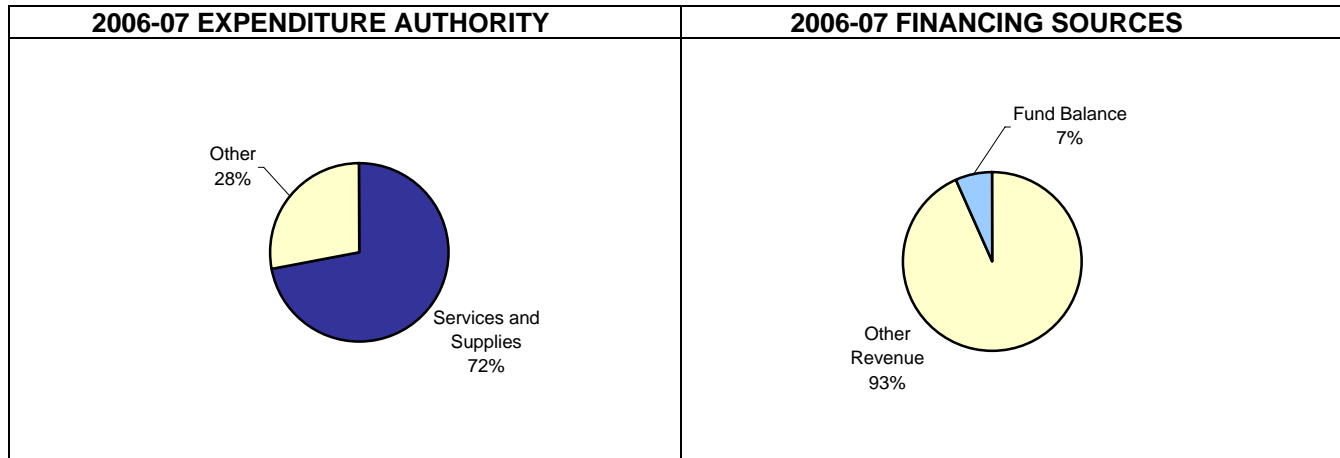 2006-07 EXPENDITURE AUTHORITY
Other
28%
Services and
Supplies
72%
2006-07 FINANCING SOURCES
Fund Balance
7%
Other
Revenue
93%